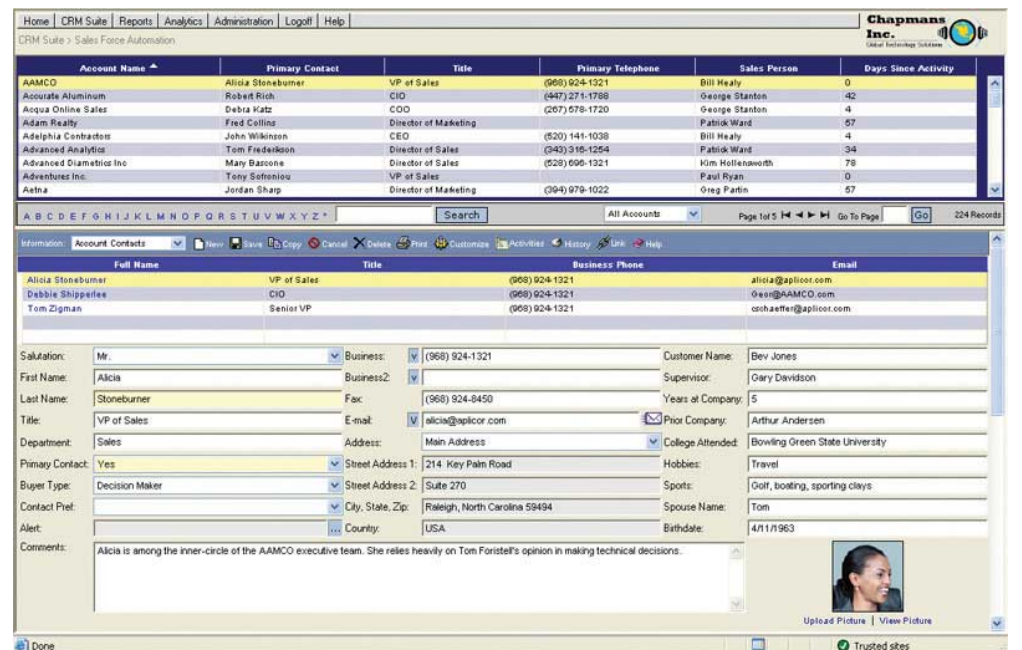 Home | CRM Suite | Reports | Analytics | Administration | Logoff | Help |
Chapmans
Inc.
Global Technology Solutions
CRM Suite > Sales Force Automation
Account Name Primary Contact Title Primary Telephone Sales Person Days Since Activity
AAMCO Alicia Stoneburner VP of Sales (968) 924-1321 Bill Healy 0
Accurate Aluminum Robert Rich CIO (447) 271-1788 George Stanton 42
Acqua Online Sales Debra Katz COO (267) 578-1720 George Stanton 4
Adam Realty Fred Collins Director of Marketing Patrick Ward 57
Adelphia Contractors John Wilkinson CEO (520) 141-1038 Bill Healy 4
Advanced Analytics Tom Frederikson Director of Sales (343) 316-1254 Patrick Ward 34
Advanced Diametrics Inc Mary Bascone Director of Sales (528) 696-1321 Kim Hollensworth 78
Adventures Inc. Tony Sofroniou VP of Sales Paul Ryan 0
Aetna Jordan Sharp Director of Marketing (394) 979-1022 Greg Partin 57
A B C D E F G H I J K L M N O P Q R S T U V W X Y Z * Search All Accounts Page 1of 5 Go To Page Go 224 Records
Information: Account Contacts New Save Copy Cancel Delete Print Customize Activities History Link Help
Full Name Title Business Phone Email
Alicia Stoneburner VP of Sales (968) 924-1321 alicia@aplicor.com
Debbie Shipperlee CIO (968) 924-1321 Geor@AAMCO.com
Tom Zigman Senior VP (968) 924-1321 cschaeffer@aplicor.com
Salutation: Mr. Business: V (968) 924-1321 Customer Name: Bev Jones
First Name: Alicia Business2: V Supervisor: Gary Davidson
Last Name: Stoneburner Fax: (968) 924-8450 Years at Company: 5
Title: VP of Sales E-mail: V alicia@aplicor.com Prior Company: Arthur Andersen
Department: Sales Address: Main Address College Attended: Bowling Green State University
Primary Contact: Yes Street Address 1: 214 Key Palm Road Hobbies: Travel
Buyer Type: Decision Maker Street Address 2: Suite 270 Sports: Golf, boating, sporting clays
Contact Pref: City, State, Zip: Raleigh, North Carolina 59494 Spouse Name: Tom
Alert: ... Country: USA Birthdate: 4/11/1963
Comments: Alicia is among the inner-circle of the AAMCO executive team. She relies heavily on Tom Foristell's opinion in making technical decisions.
Upload Picture | View Picture
Done Trusted sites